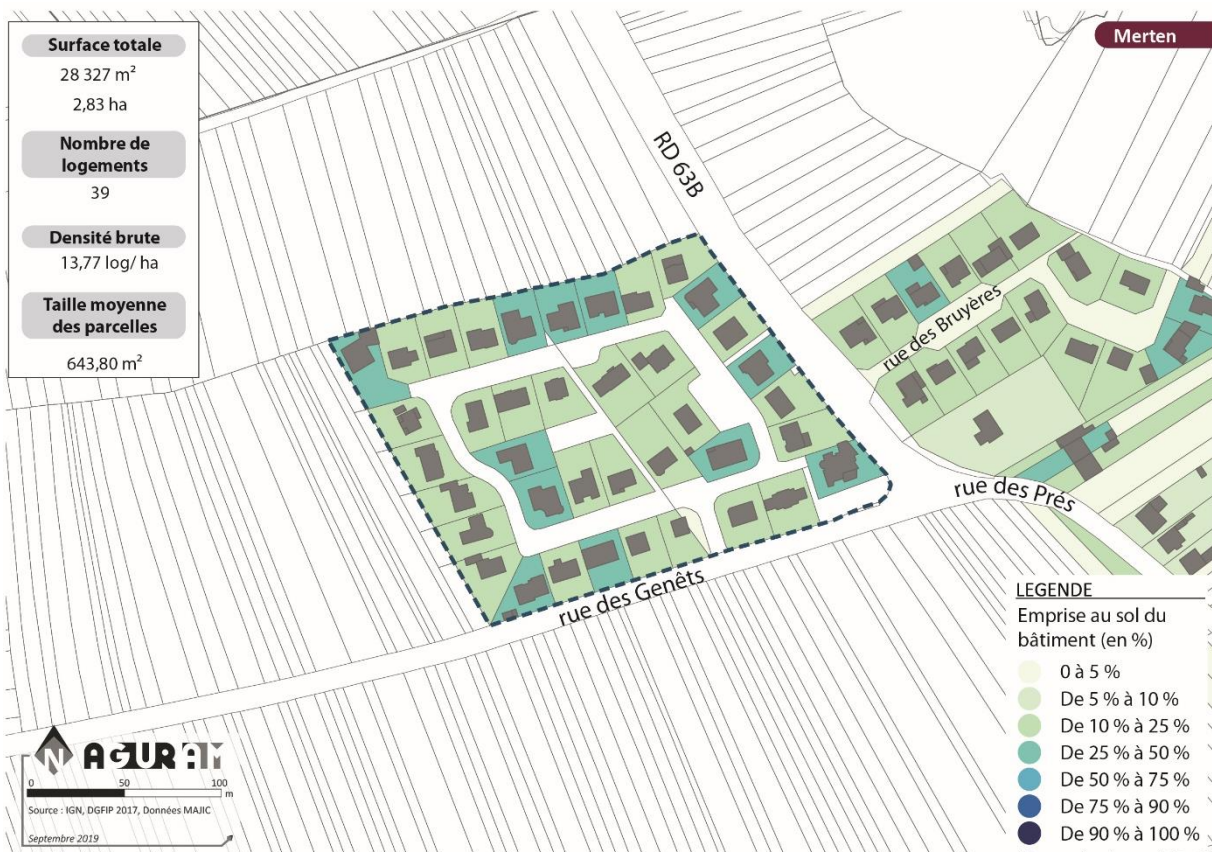 Surface totale
28 327 m²
2,83 ha
Nombre de
logements
39
Densité brute
13,77 log/ ha
Taille moyenne
des parcelles
643,80 m²
Merten
RD 63B
rue des Bruyères
rue des Prés
rue des Genêts
LEGENDE
Emprise au sol du
bâtiment (en %)
0 à 5 %
De 5 % à 10 %
De 10 % à 25 %
De 25 % à 50 %
De 50 % à 75 %
De 75 % à 90 %
De 90 % à 100 %
N AGURAM
0 50 100
m
Source : IGN, DGFIP 2017, Données MAJIC
Septembre 2019